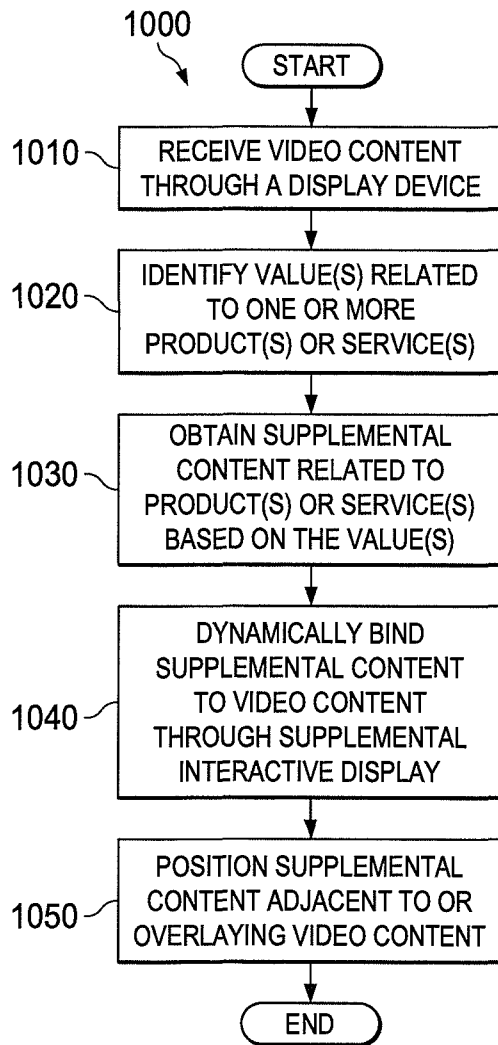 1000
START
1010
RECEIVE VIDEO CONTENT
THROUGH A DISPLAY DEVICE
1020
IDENTIFY VALUE(S) RELATED
TO ONE OR MORE
PRODUCT(S) OR SERVICE(S)
1030
OBTAIN SUPPLEMENTAL
CONTENT RELATED TO
PRODUCT(S) OR SERVICE(S)
BASED ON THE VALUE(S)
1040
DYNAMICALLY BIND
SUPPLEMENTAL CONTENT
TO VIDEO CONTENT
THROUGH SUPPLEMENTAL
INTERACTIVE DISPLAY
1050
POSITION SUPPLEMENTAL
CONTENT ADJACENT TO OR
OVERLAYING VIDEO CONTENT
END